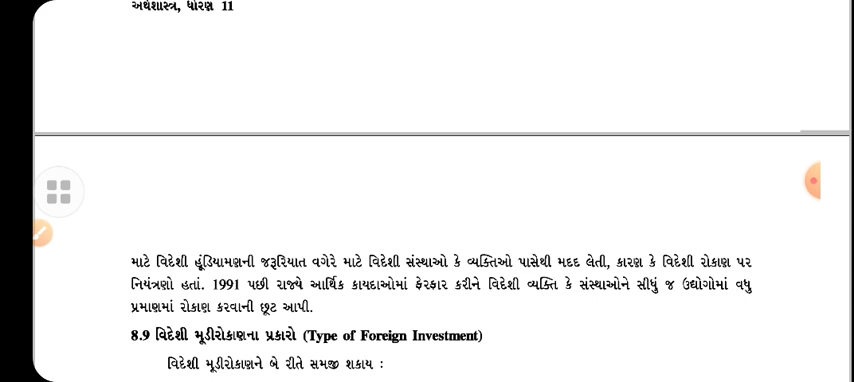 અર્થશાસ્ત્ર, ધોરણ 11
માટે વિદેશી હૂંડિયામણની જરૂરિયાત વગેરે માટે વિદેશી સંસ્થાઓ કે વ્યક્તિઓ પાસેથી મદદ લેતી, કારણ કે વિદેશી રોકાણ પર
નિયંત્રણો હતાં. 1991 પછી રાજ્યે આર્થિક કાયદાઓમાં ફેરફાર કરીને વિદેશી વ્યક્તિ કે સંસ્થાઓને સીધું જ ઉદ્યોગોમાં વધુ
પ્રમાણમાં રોકાણ કરવાની છૂટ આપી.
8.9 વિદેશી મૂડીરોકાણના પ્રકારો (Type of Foreign Investment)
વિદેશી મૂડીરોકાણને બે રીતે સમજી શકાય :